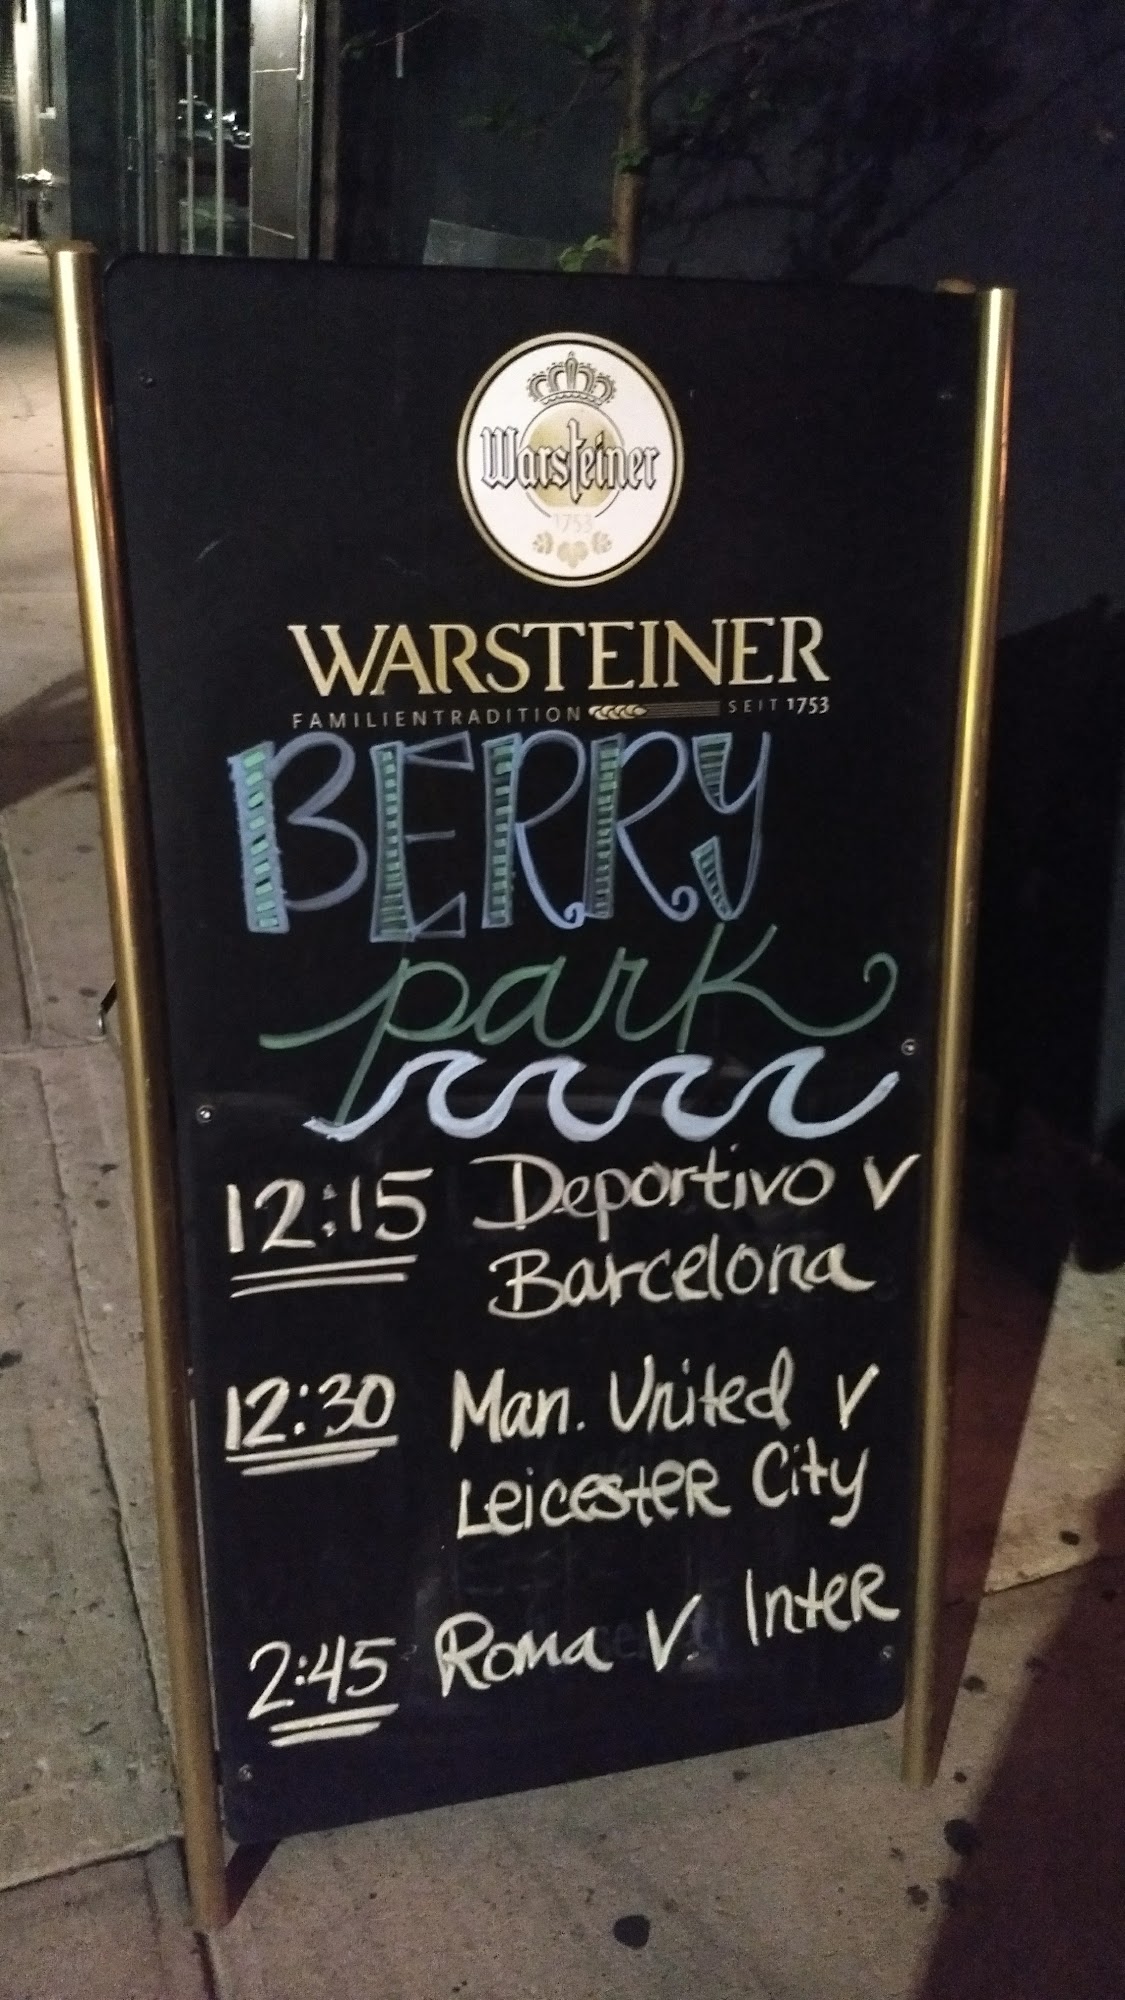 Warsteiner
1753
WARSTEINER
FAMILIENTRADITION SEIT 1753
BERRY
park
12:15 Deportivo v
Barcelona
12:30 Man. United v
Leicester City
2:45 Roma v. Inter